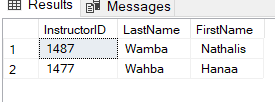 Results Messages
InstructorID LastName FirstName
1 1487 Wamba Nathalis
2 1477 Wahba Hanaa